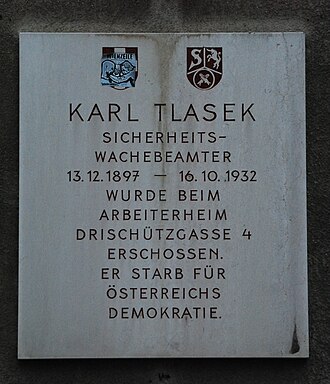 KARL TLASEK
SICHERHEITS-
WACHEBEAMTER
13.12.1897 — 16.10.1932
WURDE BEIM
ARBEITERHEIM
DRISCHÜTZGASSE 4
ERSCHOSSEN.
ER STARB FÜR
ÖSTERREICHS
DEMOKRATIE.